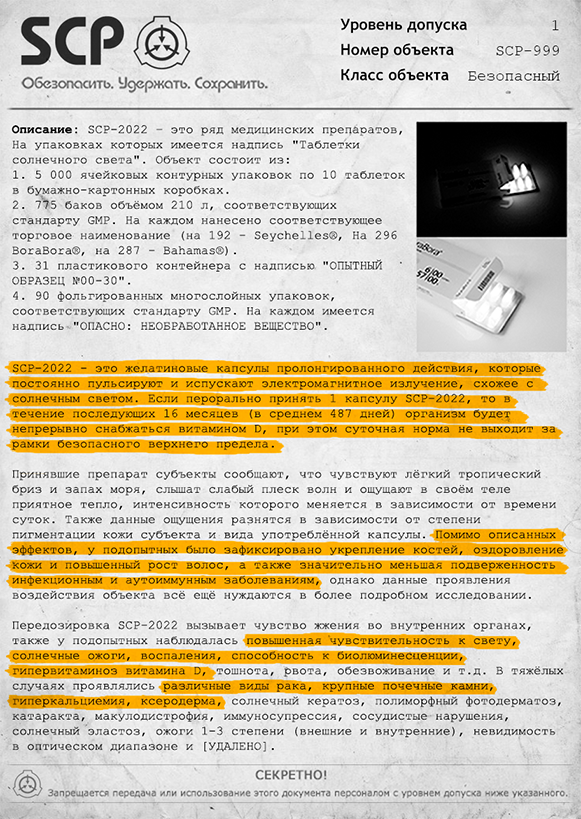 SCP
Обезопасить. Удержать. Сохранить.
Уровень допуска 1
Номер объекта SCP-999
Класс объекта Безопасный
Описание: SCP-2022 – это ряд медицинских препаратов,
На упаковках которых имеется надпись "Таблетки
солнечного света". Объект состоит из:
1. 5 000 ячейковых контурных упаковок по 10 таблеток
в бумажно-картонных коробках.
2. 775 баков объёмом 210 л, соответствующих
стандарту GMP. На каждом нанесено соответствующее
торговое наименование (на 192 – Seychelles®, На 296
BoraBora®, на 287 – Bahamas®).
3. 31 пластикового контейнера с надписью "ОПЫТНЫЙ
ОБРАЗЕЦ №00-30".
4. 90 фольгированных многослойных упаковок,
соответствующих стандарту GMP. На каждом имеется
надпись "ОПАСНО: НЕОБРАБОТАННОЕ ВЕЩЕСТВО".
BoraBora®
6100
57100
SCP-2022 – это желатиновые капсулы пролонгированного действия, которые
постоянно пульсируют и испускают электромагнитное излучение, схожее с
солнечным светом. Если перорально принять 1 капсулу SCP-2022, то в
течение последующих 16 месяцев (в среднем 487 дней) организм будет
непрерывно снабжаться витамином D, при этом суточная норма не выходит за
рамки безопасного верхнего предела.
Принявшие препарат субъекты сообщают, что чувствуют лёгкий тропический
бриз и запах моря, слышат слабый плеск волн и ощущают в своём теле
приятное тепло, интенсивность которого меняется в зависимости от времени
суток. Также данные ощущения разнятся в зависимости от степени
пигментации кожи субъекта и вида употреблённой капсулы. Помимо описанных
эффектов, у подопытных было зафиксировано укрепление костей, оздоровление
кожи и повышенный рост волос, а также значительно меньшая подверженность
инфекционным и аутоиммунным заболеваниям, однако данные проявления
воздействия объекта всё ещё нуждаются в более подробном исследовании.
Передозировка SCP-2022 вызывает чувство жжения во внутренних органах,
также у подопытных наблюдалась повышенная чувствительность к свету,
солнечные ожоги, воспаления, способность к биолюминесценции,
гипервитаминоз витамина D, тошнота, рвота, обезвоживание и т.д. В тяжёлых
случаях проявлялись различные виды рака, крупные почечные камни,
гиперкальциемия, ксеродерма, солнечный кератоз, полиморфный фотодерматоз,
катаракта, макулодистрофия, иммуносупрессия, сосудистые нарушения,
солнечный эластоз, ожоги 1-3 степени (внешние и внутренние), невидимость
в оптическом диапазоне и [УДАЛЕНО].
СЕКРЕТНО!
Запрещается передача или использование этого документа персоналом с уровнем допуска ниже указанного.